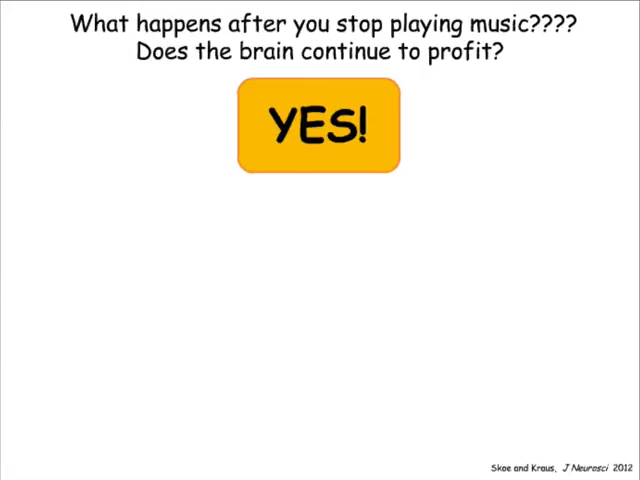 What happens after you stop playing music????
Does the brain continue to profit?
YES!
Skoe and Kraus, J Neurosci 2012